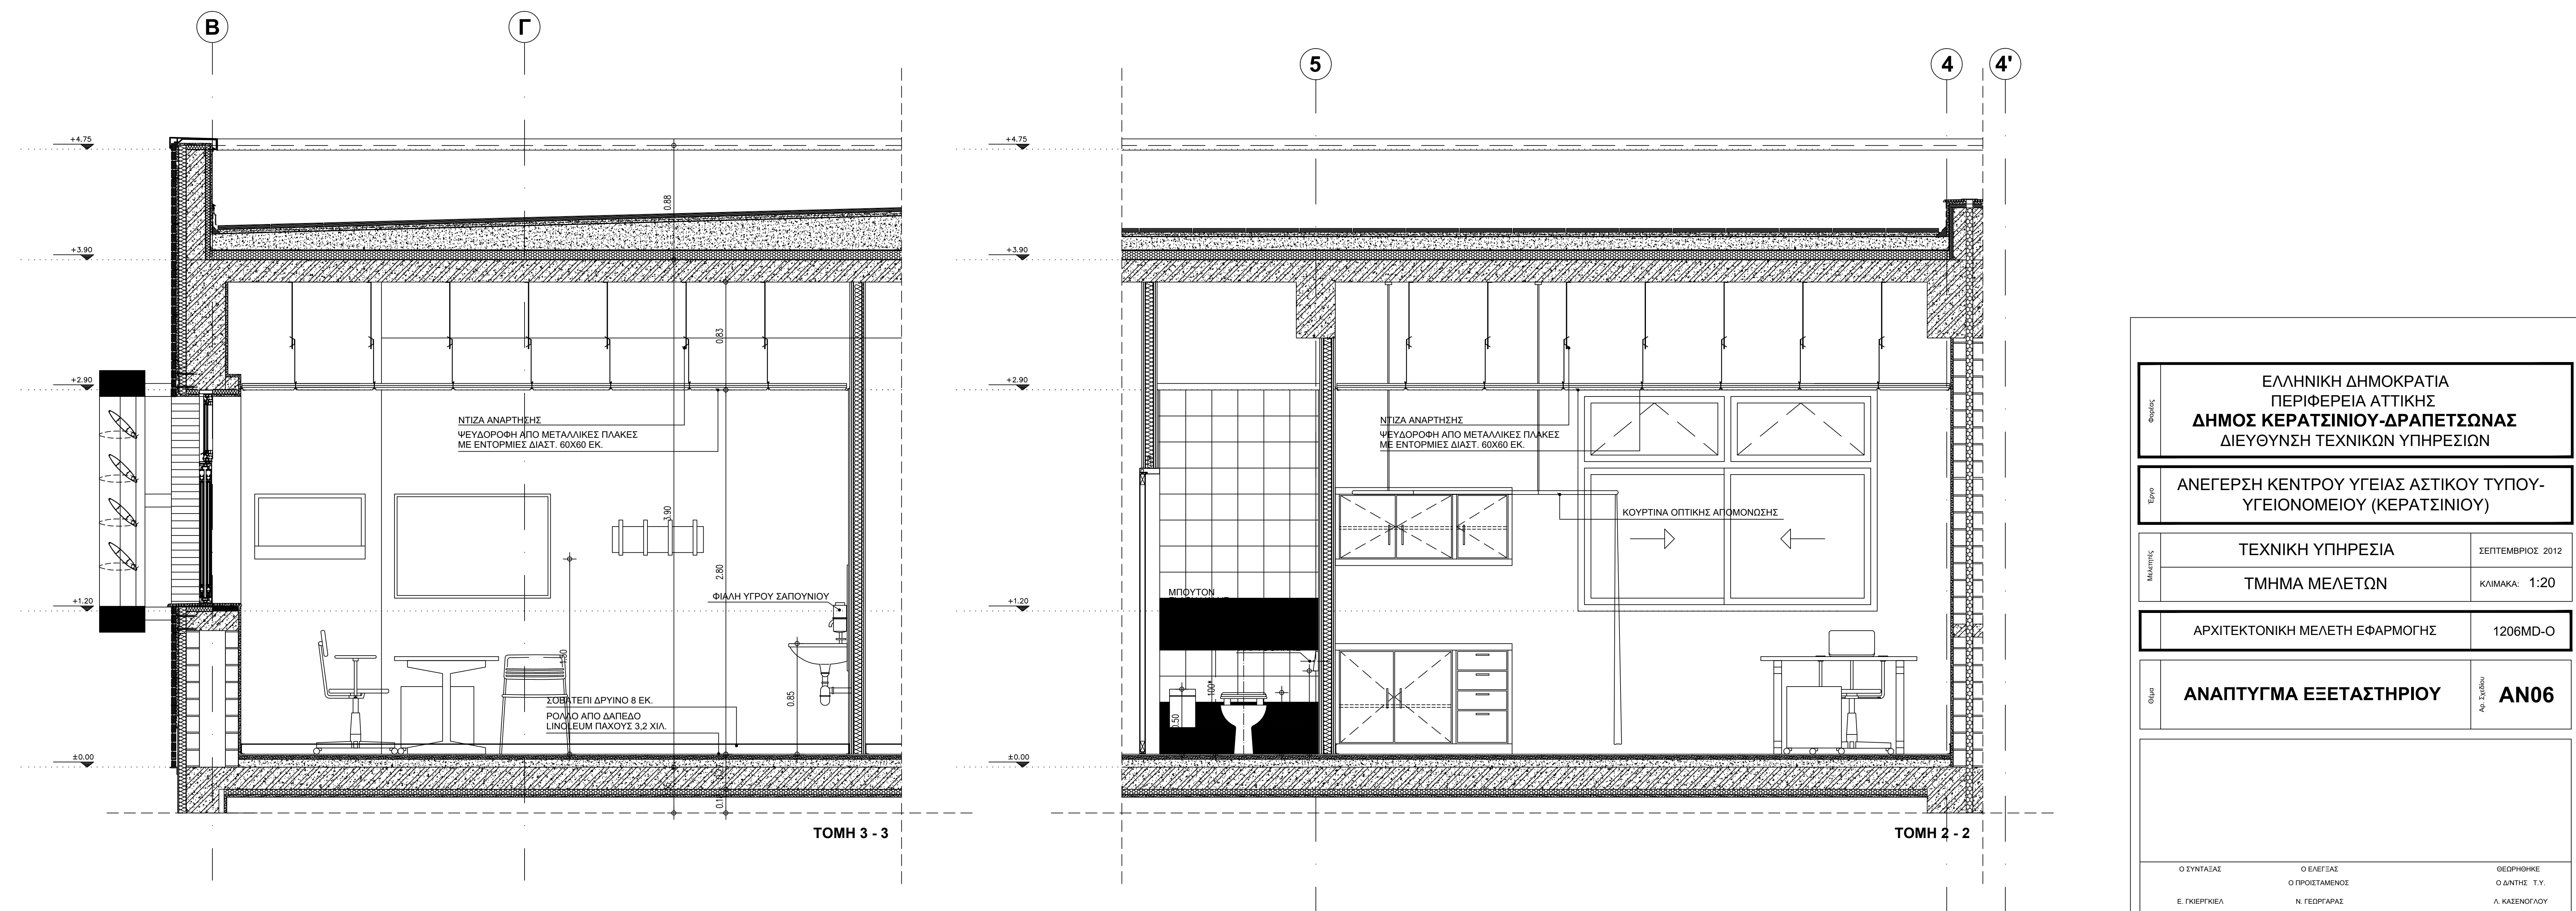 Β
Γ
5
4
4'
+4.75
+3.90
+2.90
+1.20
±0.00
0.88
0.83
3.90
2.80
1.50
0.85
ΝΤΙΖΑ ΑΝΑΡΤΗΣΗΣ
ΨΕΥΔΟΡΟΦΗ ΑΠΟ ΜΕΤΑΛΛΙΚΕΣ ΠΛΑΚΕΣ
ΜΕ ΕΝΤΟΡΜΙΕΣ ΔΙΑΣΤ. 60Χ60 ΕΚ.
ΦΙΑΛΗ ΥΓΡΟΥ ΣΑΠΟΥΝΙΟΥ
ΣΟΒΑΤΕΠΙ ΔΡΥΙΝΟ 8 ΕΚ.
ΡΟΛΛΟ ΑΠΟ ΔΑΠΕΔΟ
LINOLEUM ΠΑΧΟΥΣ 3,2 ΧΙΛ.
ΤΟΜΗ 3 - 3
+4.75
+3.90
+2.90
+1.20
±0.00
ΝΤΙΖΑ ΑΝΑΡΤΗΣΗΣ
ΨΕΥΔΟΡΟΦΗ ΑΠΟ ΜΕΤΑΛΛΙΚΕΣ ΠΛΑΚΕΣ
ΜΕ ΕΝΤΟΡΜΙΕΣ ΔΙΑΣΤ. 60Χ60 ΕΚ.
ΚΟΥΡΤΙΝΑ ΟΠΤΙΚΗΣ ΑΠΟΜΟΝΩΣΗΣ
ΜΠΟΥΤΟΝ
100*
0.50
ΤΟΜΗ 2 - 2
Φορέας
ΕΛΛΗΝΙΚΗ ΔΗΜΟΚΡΑΤΙΑ
ΠΕΡΙΦΕΡΕΙΑ ΑΤΤΙΚΗΣ
ΔΗΜΟΣ ΚΕΡΑΤΣΙΝΙΟΥ-ΔΡΑΠΕΤΣΩΝΑΣ
ΔΙΕΥΘΥΝΣΗ ΤΕΧΝΙΚΩΝ ΥΠΗΡΕΣΙΩΝ
Έργο
ΑΝΕΓΕΡΣΗ ΚΕΝΤΡΟΥ ΥΓΕΙΑΣ ΑΣΤΙΚΟΥ ΤΥΠΟΥ-
ΥΓΕΙΟΝΟΜΕΙΟΥ (ΚΕΡΑΤΣΙΝΙΟΥ)
Μελετητές
ΤΕΧΝΙΚΗ ΥΠΗΡΕΣΙΑ ΣΕΠΤΕΜΒΡΙΟΣ 2012
ΤΜΗΜΑ ΜΕΛΕΤΩΝ ΚΛΙΜΑΚΑ: 1:20
ΑΡΧΙΤΕΚΤΟΝΙΚΗ ΜΕΛΕΤΗ ΕΦΑΡΜΟΓΗΣ 1206MD-O
Θέμα
ΑΝΑΠΤΥΓΜΑ ΕΞΕΤΑΣΤΗΡΙΟΥ
Αρ. Σχεδίου
AN06
Ο ΣΥΝΤΑΞΑΣ Ο ΕΛΕΓΞΑΣ ΘΕΩΡΗΘΗΚΕ
Ο ΠΡΟΙΣΤΑΜΕΝΟΣ Ο Δ/ΝΤΗΣ Τ.Υ.
Ε. ΓΚΙΕΡΓΚΙΕΛ Ν. ΓΕΩΡΓΑΡΑΣ Λ. ΚΑΣΕΝΟΓΛΟΥ